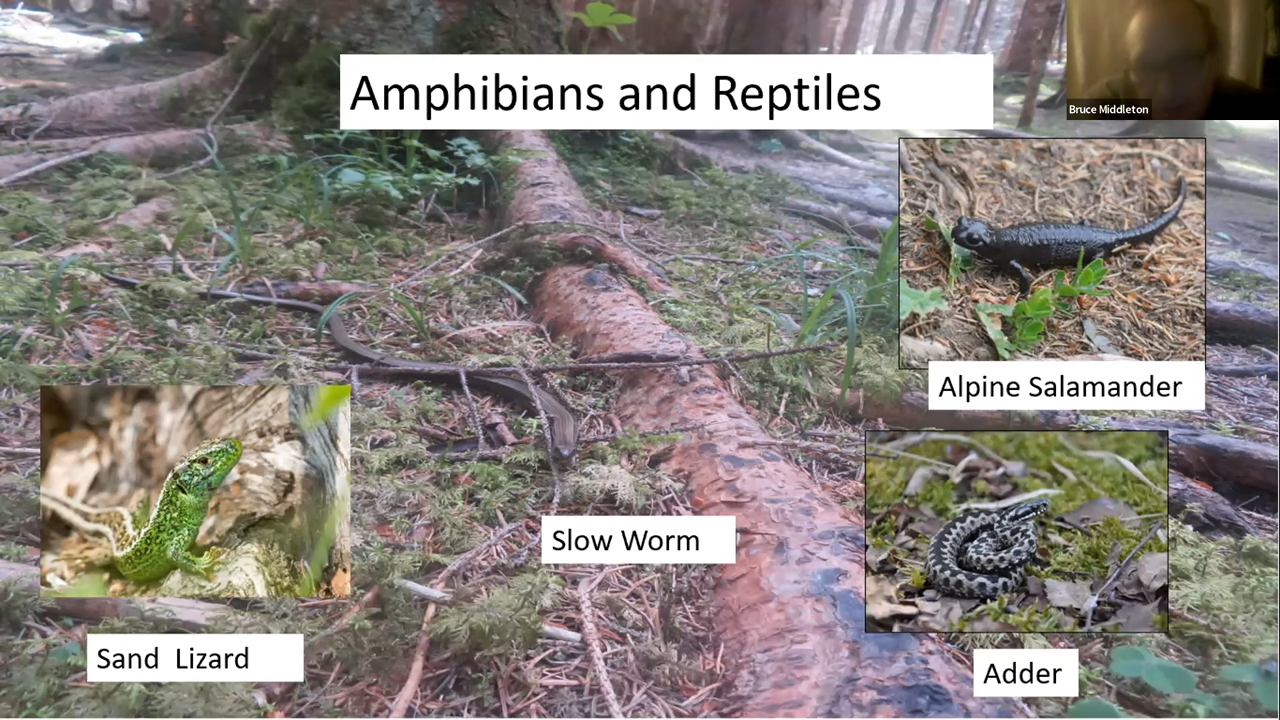 Amphibians and Reptiles
Bruce Middleton
Alpine Salamander
Slow Worm
Sand Lizard
Adder